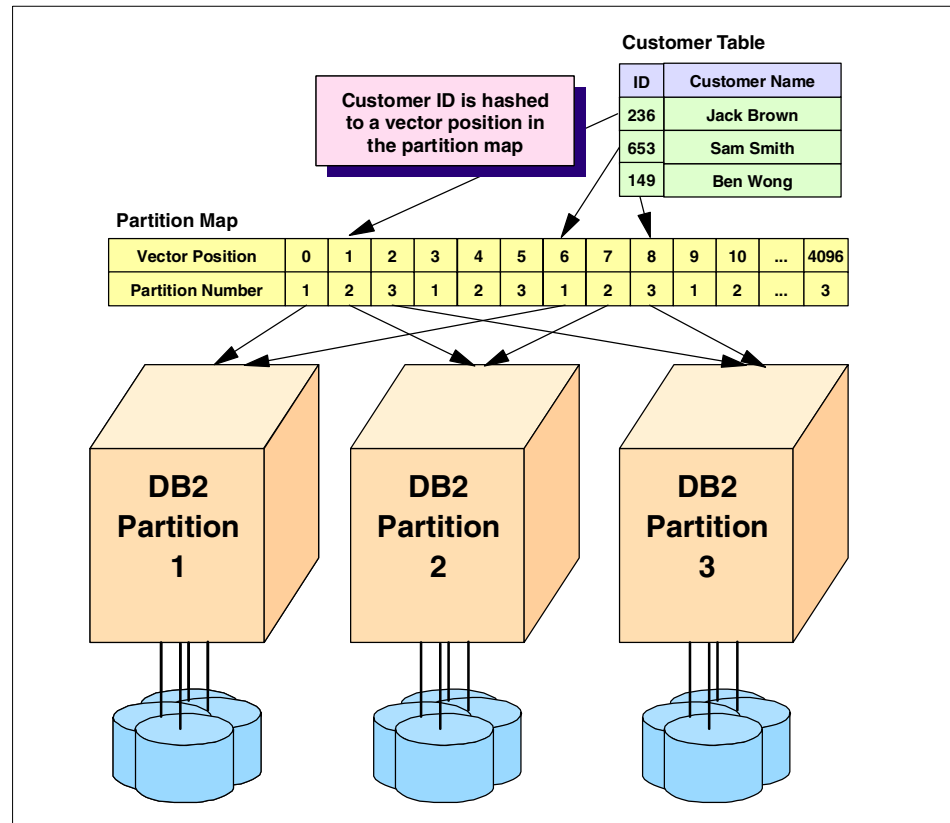 Customer Table
ID Customer Name
236 Jack Brown
653 Sam Smith
149 Ben Wong
Customer ID is hashed
to a vector position in
the partition map
Partition Map
Vector Position 0 1 2 3 4 5 6 7 8 9 10 ... 4096
Partition Number 1 2 3 1 2 3 1 2 3 1 2 ... 3
DB2
Partition
1
DB2
Partition
2
DB2
Partition
3